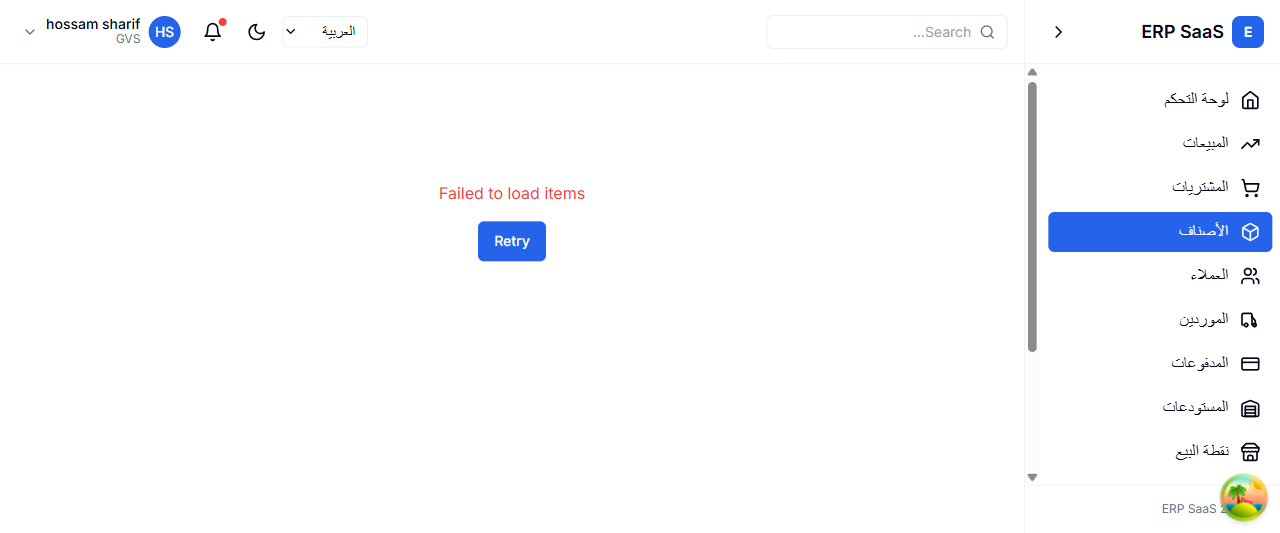 E
ERP SaaS
Search...
العربية
HS
hossam sharif
GVS
لوحة التحكم
المبيعات
المشتريات
الأصناف
العملاء
الموردين
المدفوعات
المستودعات
نقطة البيع
Failed to load items
Retry
ERP SaaS